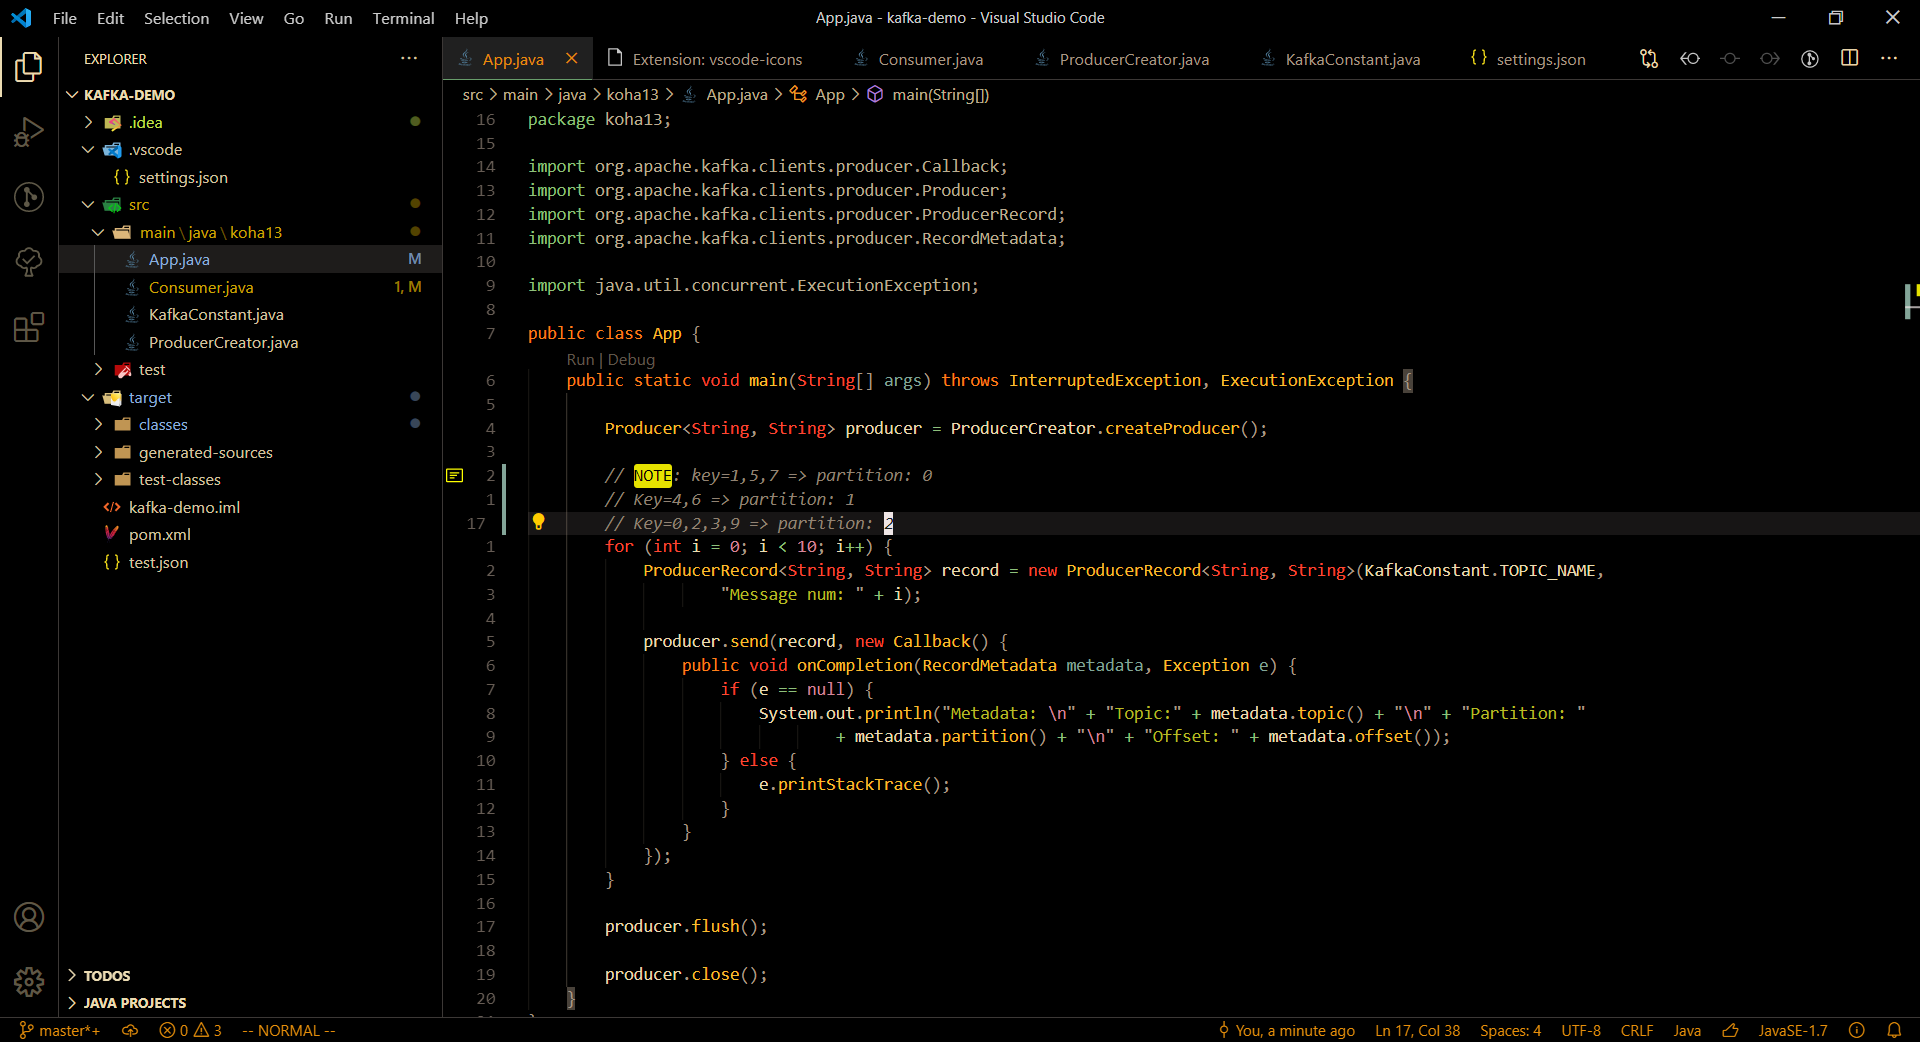 File Edit Selection View Go Run Terminal Help
App.java - kafka-demo - Visual Studio Code
EXPLORER
KAFKA-DEMO
.idea
.vscode
{} settings.json
src
main \ java \ koha13
App.java M
Consumer.java 1, M
KafkaConstant.java
ProducerCreator.java
test
target
classes
generated-sources
test-classes
kafka-demo.iml
pom.xml
{} test.json
TODOS
JAVA PROJECTS
App.java
Extension: vscode-icons
Consumer.java
ProducerCreator.java
KafkaConstant.java
{} settings.json
src > main > java > koha13 > App.java > App > main(String[])
16 package koha13;
15
14 import org.apache.kafka.clients.producer.Callback;
13 import org.apache.kafka.clients.producer.Producer;
12 import org.apache.kafka.clients.producer.ProducerRecord;
11 import org.apache.kafka.clients.producer.RecordMetadata;
10
9 import java.util.concurrent.ExecutionException;
8
7 public class App {
Run | Debug
6 public static void main(String[] args) throws InterruptedException, ExecutionException {
5
4 Producer<String, String> producer = ProducerCreator.createProducer();
3
2 // NOTE: key=1,5,7 => partition: 0
1 // Key=4,6 => partition: 1
17 // Key=0,2,3,9 => partition: 2
1 for (int i = 0; i < 10; i++) {
2 ProducerRecord<String, String> record = new ProducerRecord<String, String>(KafkaConstant.TOPIC_NAME,
3 "Message num: " + i);
4
5 producer.send(record, new Callback() {
6 public void onCompletion(RecordMetadata metadata, Exception e) {
7 if (e == null) {
8 System.out.println("Metadata: \n" + "Topic:" + metadata.topic() + "\n" + "Partition: "
9 + metadata.partition() + "\n" + "Offset: " + metadata.offset());
10 } else {
11 e.printStackTrace();
12 }
13 }
14 });
15 }
16
17 producer.flush();
18
19 producer.close();
20 }
master*+ 0 3 -- NORMAL --
You, a minute ago Ln 17, Col 38 Spaces: 4 UTF-8 CRLF Java JavaSE-1.7